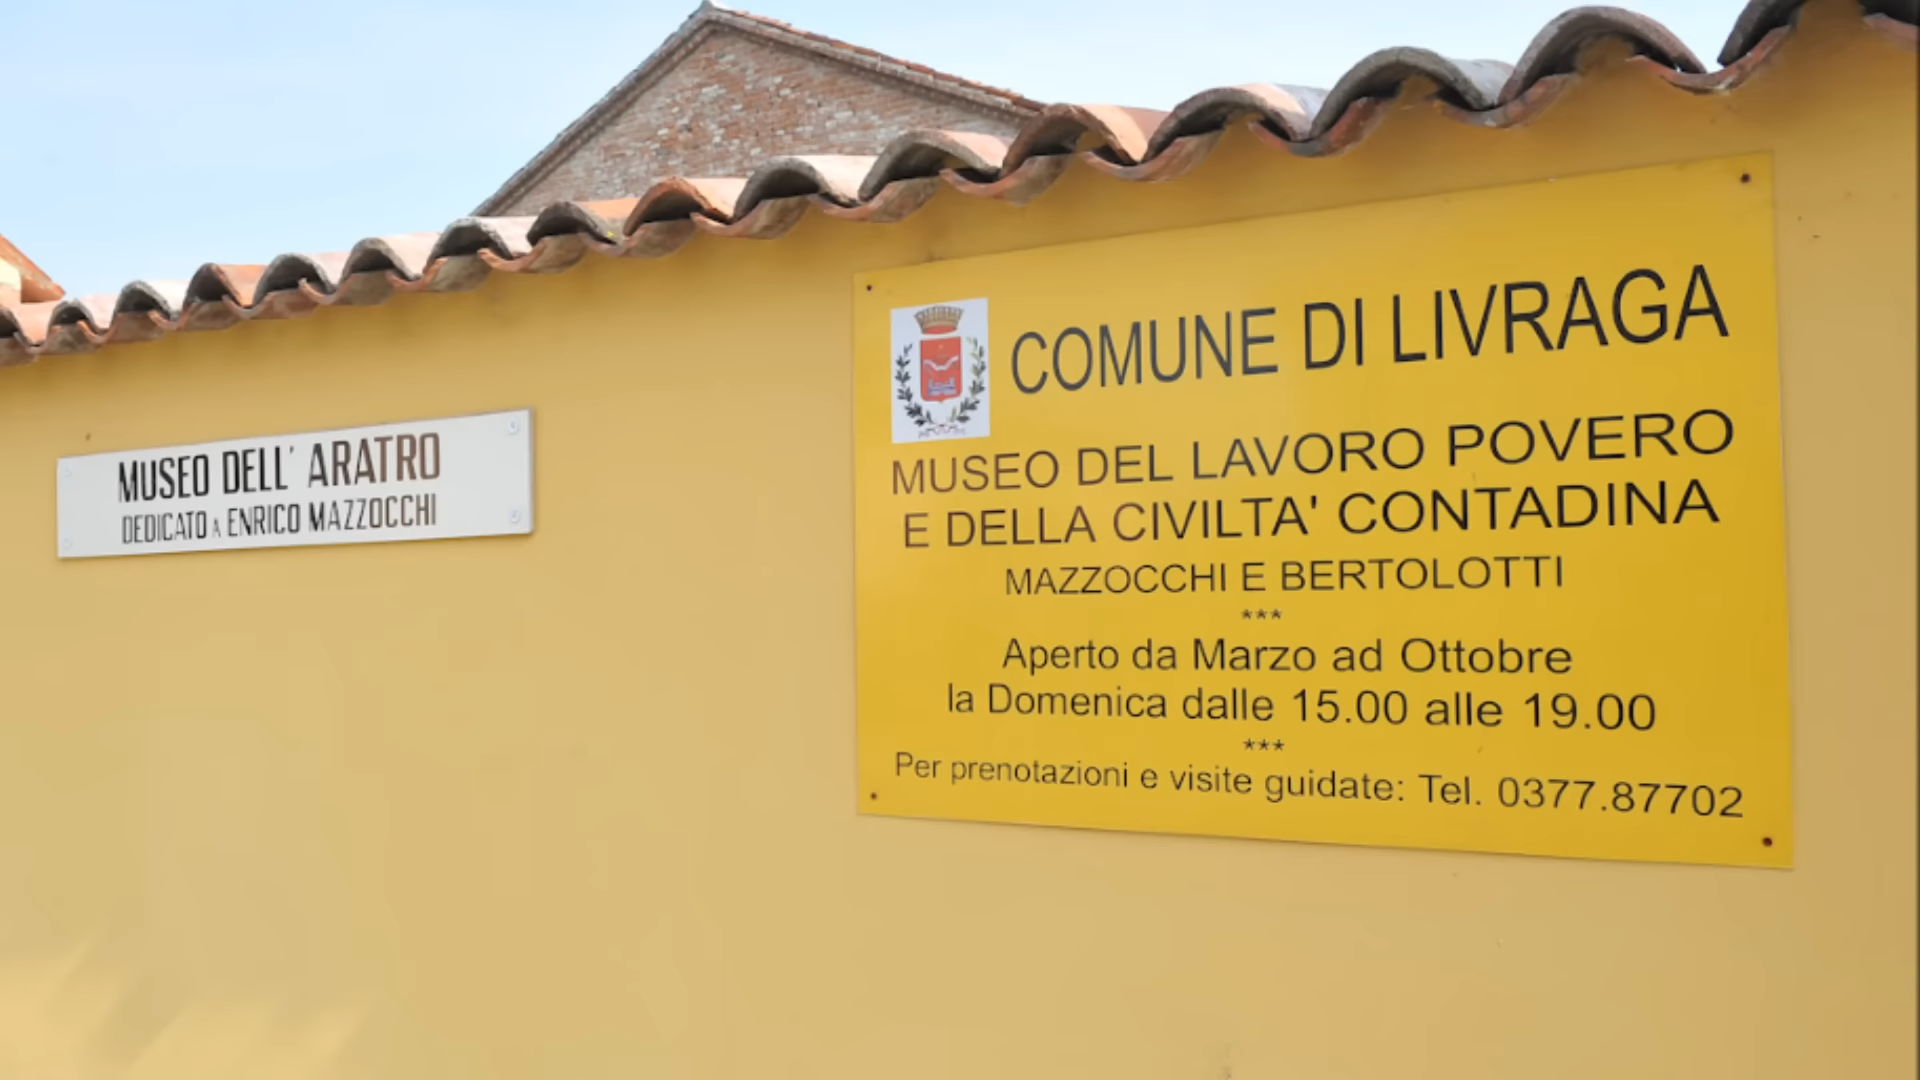 MUSEO DELL' ARATRO
DEDICATO A ENRICO MAZZOCCHI
COMUNE DI LIVRAGA
MUSEO DEL LAVORO POVERO
E DELLA CIVILTA' CONTADINA
MAZZOCCHI E BERTOLOTTI
***
Aperto da Marzo ad Ottobre
la Domenica dalle 15.00 alle 19.00
***
Per prenotazioni e visite guidate: Tel. 0377.87702